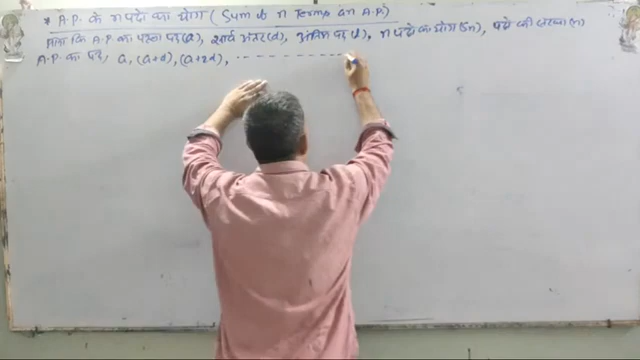 * A.P. के n पदों का योग ( Sum of n Terms an A.P.)
माना कि A.P का पहला पद(a), सार्व अंतर(d), अंतिम पद(l), n पदों का योग(Sn), पदों की संख्या(n)
A.P. का पद, a, (a+d), (a+2d), - - - - - - - - - - - -